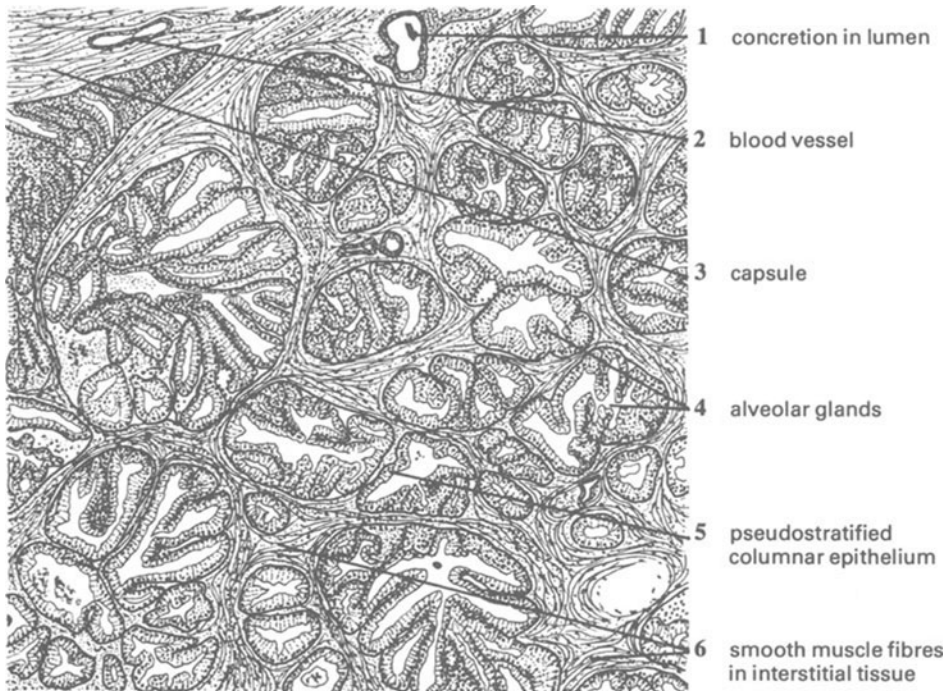 1 concretion in lumen
2 blood vessel
3 capsule
4 alveolar glands
5 pseudostratified
columnar epithelium
6 smooth muscle fibres
in interstitial tissue